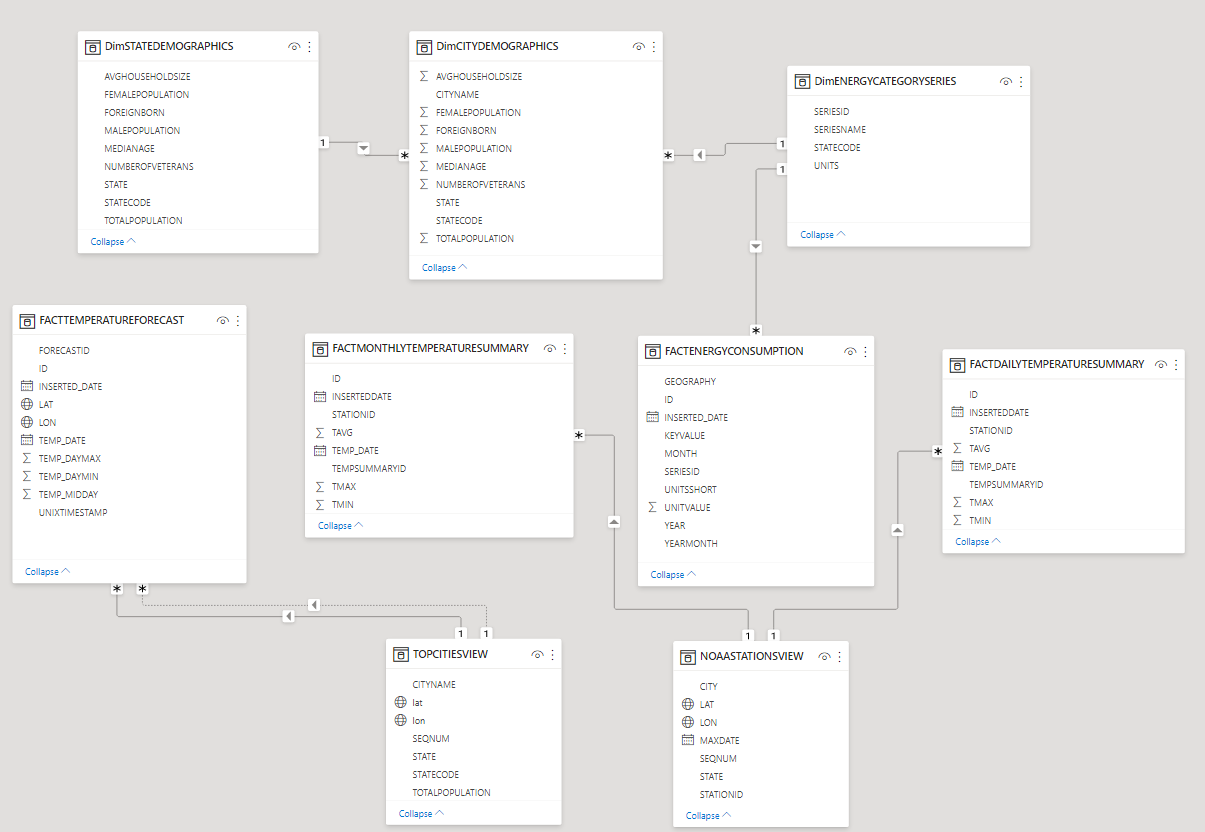 DimSTATEDEMOGRAPHICS
AVGHOUSEHOLDSIZE
FEMALEPOPULATION
FOREIGNBORN
MALEPOPULATION
MEDIANAGE
NUMBEROFVETERANS
STATE
STATECODE
TOTALPOPULATION
Collapse
DimCITYDEMOGRAPHICS
AVGHOUSEHOLDSIZE
CITYNAME
FEMALEPOPULATION
FOREIGNBORN
MALEPOPULATION
MEDIANAGE
NUMBEROFVETERANS
STATE
STATECODE
TOTALPOPULATION
Collapse
DimENERGYCATEGORYSERIES
SERIESID
SERIESNAME
STATECODE
UNITS
Collapse
1
*
*
1
1
*
FACTTEMPERATUREFORECAST
FORECASTID
ID
INSERTED_DATE
LAT
LON
TEMP_DATE
TEMP_DAYMAX
TEMP_DAYMIN
TEMP_MIDDAY
UNIXTIMESTAMP
Collapse
FACTMONTHLYTEMPERATURESUMMARY
ID
INSERTEDDATE
STATIONID
TAVG
TEMP_DATE
TEMPSUMMARYID
TMAX
TMIN
Collapse
FACTENERGYCONSUMPTION
GEOGRAPHY
ID
INSERTED_DATE
KEYVALUE
MONTH
SERIESID
UNITSSHORT
UNITVALUE
YEAR
YEARMONTH
Collapse
FACTDAILYTEMPERATURESUMMARY
ID
INSERTEDDATE
STATIONID
TAVG
TEMP_DATE
TEMPSUMMARYID
TMAX
TMIN
Collapse
*
*
* *
1 1
1 1
TOPCITIESVIEW
CITYNAME
lat
lon
SEQNUM
STATE
STATECODE
TOTALPOPULATION
Collapse
NOAASTATIONSVIEW
CITY
LAT
LON
MAXDATE
SEQNUM
STATE
STATIONID
Collapse